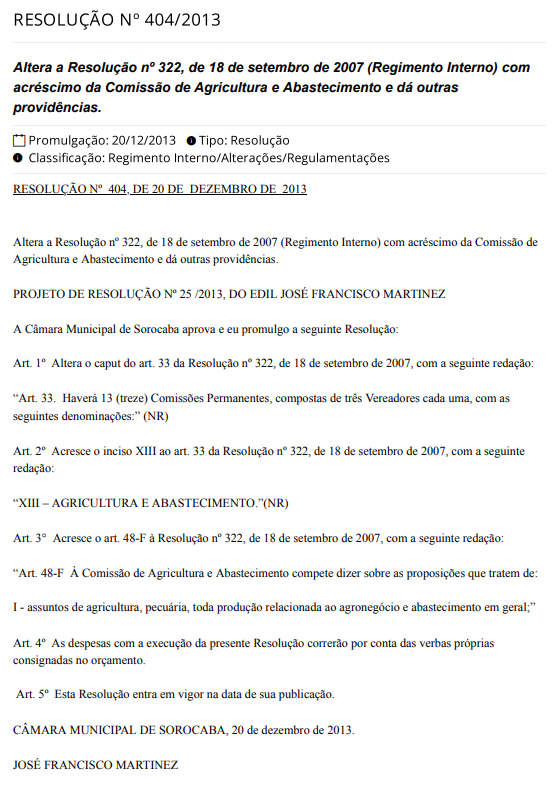 RESOLUÇÃO Nº 404/2013
Altera a Resolução nº 322, de 18 de setembro de 2007 (Regimento Interno) com
acréscimo da Comissão de Agricultura e Abastecimento e dá outras
providências.
Promulgação: 20/12/2013 Tipo: Resolução
Classificação: Regimento Interno/Alterações/Regulamentações
RESOLUÇÃO Nº 404, DE 20 DE DEZEMBRO DE 2013
Altera a Resolução nº 322, de 18 de setembro de 2007 (Regimento Interno) com acréscimo da Comissão de
Agricultura e Abastecimento e dá outras providências.
PROJETO DE RESOLUÇÃO Nº 25 /2013, DO EDIL JOSÉ FRANCISCO MARTINEZ
A Câmara Municipal de Sorocaba aprova e eu promulgo a seguinte Resolução:
Art. 1º Altera o caput do art. 33 da Resolução nº 322, de 18 de setembro de 2007, com a seguinte redação:
“Art. 33. Haverá 13 (treze) Comissões Permanentes, compostas de três Vereadores cada uma, com as
seguintes denominações:” (NR)
Art. 2º Acresce o inciso XIII ao art. 33 da Resolução nº 322, de 18 de setembro de 2007, com a seguinte
redação:
“XIII – AGRICULTURA E ABASTECIMENTO.”(NR)
Art. 3° Acresce o art. 48-F à Resolução nº 322, de 18 de setembro de 2007, com a seguinte redação:
“Art. 48-F À Comissão de Agricultura e Abastecimento compete dizer sobre as proposições que tratem de:
I - assuntos de agricultura, pecuária, toda produção relacionada ao agronegócio e abastecimento em geral;”
Art. 4º As despesas com a execução da presente Resolução correrão por conta das verbas próprias
consignadas no orçamento.
Art. 5º Esta Resolução entra em vigor na data de sua publicação.
CÂMARA MUNICIPAL DE SOROCABA, 20 de dezembro de 2013.
JOSÉ FRANCISCO MARTINEZ